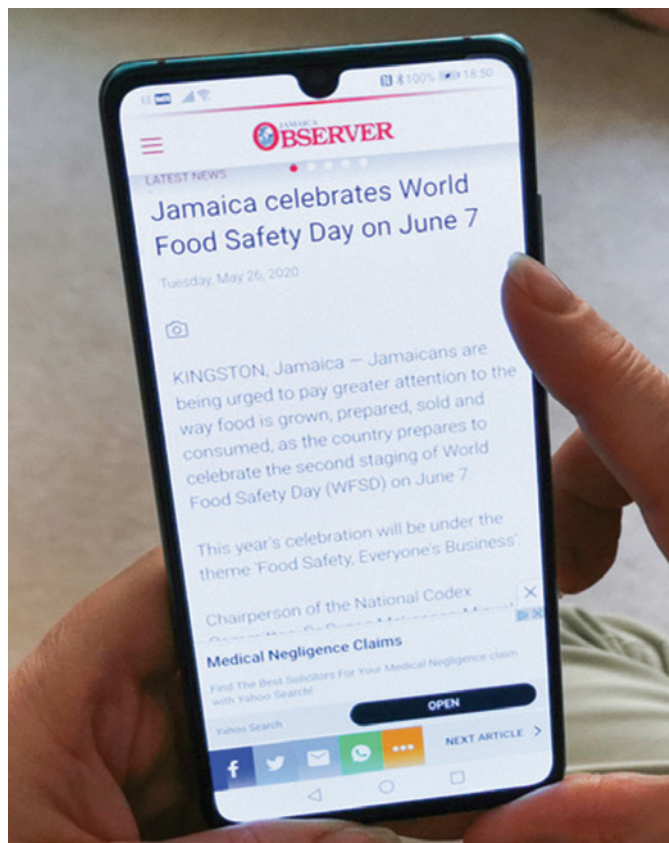 100% 18:50
JAMAICA
OBSERVER
LATEST NEWS
Jamaica celebrates World
Food Safety Day on June 7
Tuesday, May 26, 2020
KINGSTON, Jamaica — Jamaicans are
being urged to pay greater attention to the
way food is grown, prepared, sold and
consumed, as the country prepares to
celebrate the second staging of World
Food Safety Day (WFSD) on June 7.
This year's celebration will be under the
theme 'Food Safety, Everyone's Business'.
Chairperson of the National Codex
Medical Negligence Claims
Find The Best Solicitors For Your Medical Negligence claim
with Yahoo Search!
Yahoo Search
OPEN
NEXT ARTICLE